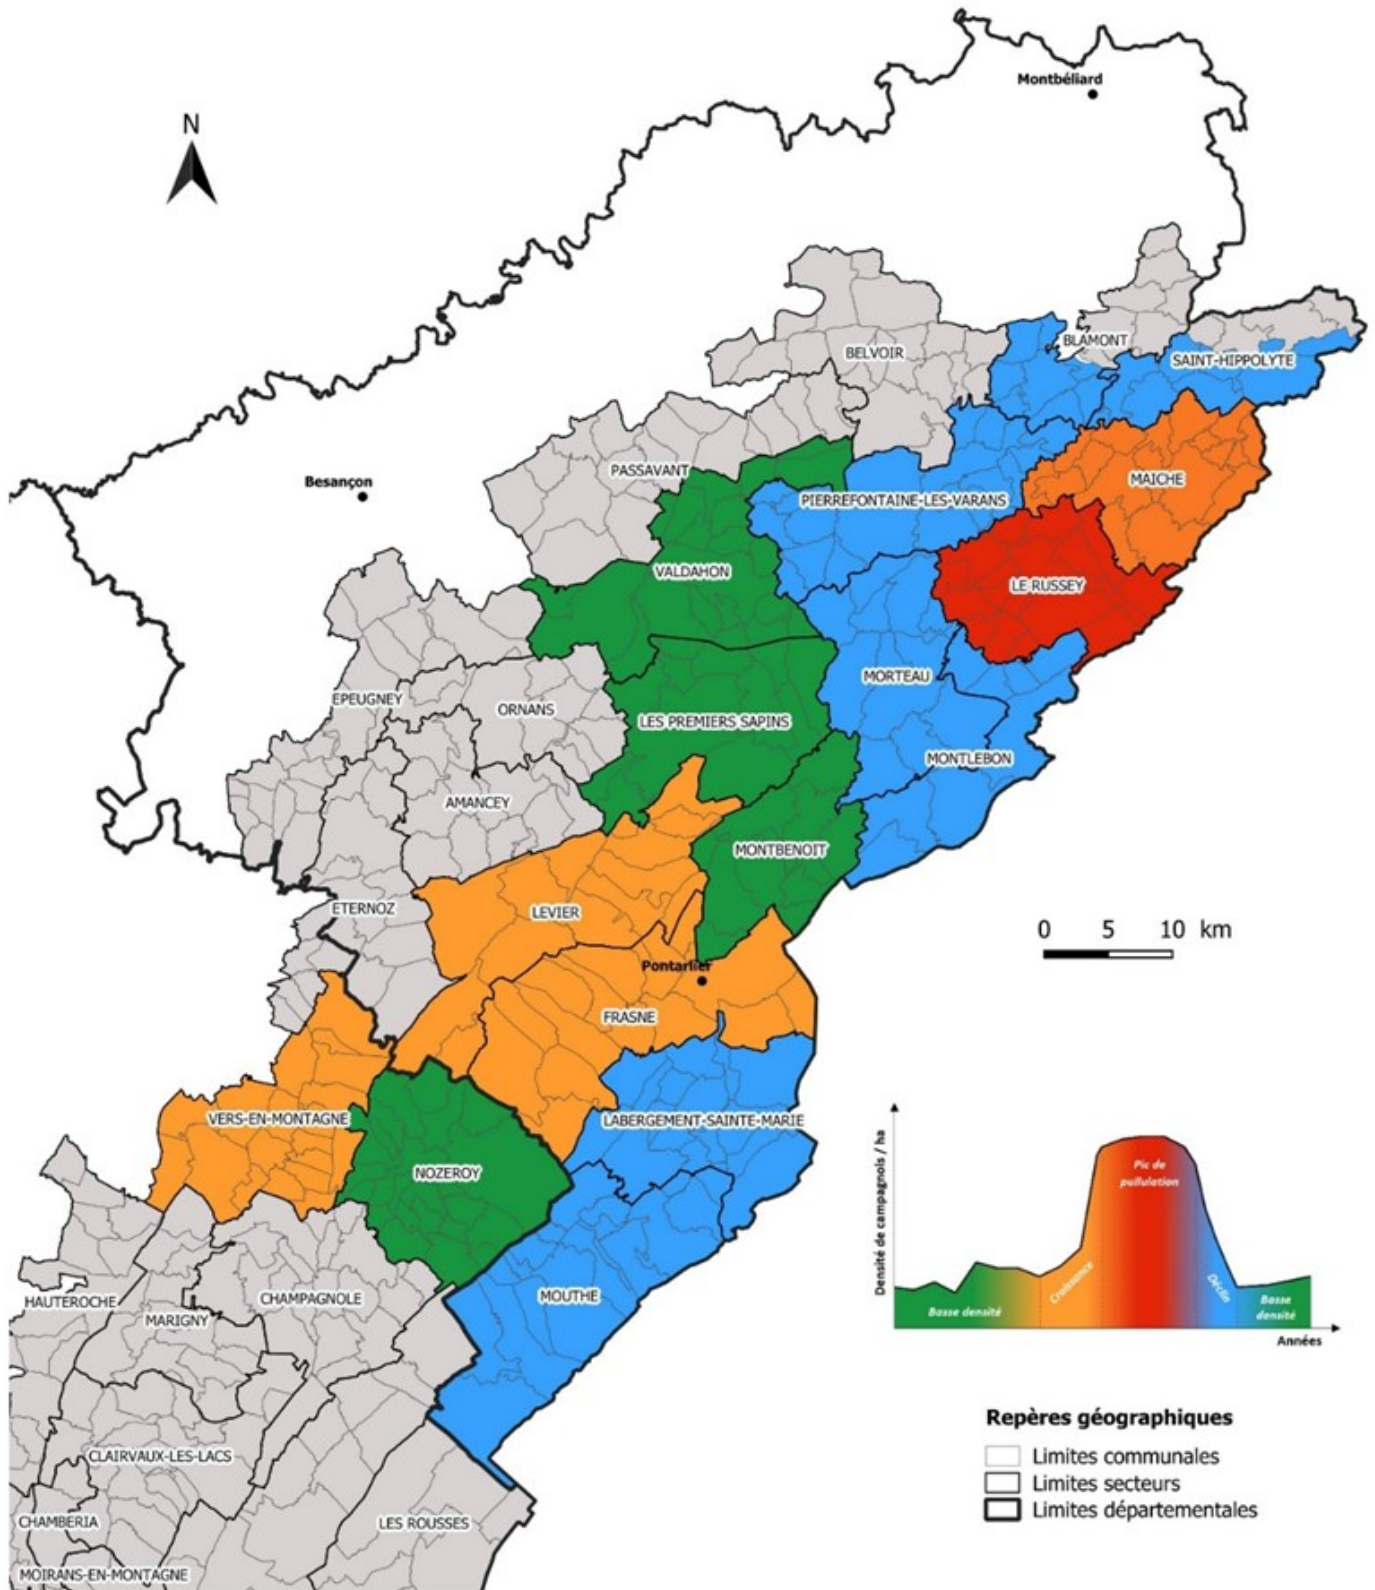 Montbéliard
N
BLAMONT
BELVOIR
SAINT-HIPPOLYTE
PASSAVANT
MAICHE
Besançon
PIERREFONTAINE-LES-VARANS
VALDAHON
LE RUSSEY
MORTEAU
EPEUGNEY
ORNANS
LES PREMIERS SAPINS
MONTLEBON
AMANCEY
MONTBENOIT
ETERNOZ
LEVIER
0 5 10 km
Pontarlier
FRASNE
VERS-EN-MONTAGNE
LABERGEMENT-SAINTE-MARIE
NOZEROY
MOUTHE
HAUTEROCHE
CHAMPAGNOLE
MARIGNY
CLAIRVAUX-LES-LACS
CHAMBERIA
LES ROUSSES
MOIRANS-EN-MONTAGNE
Densité de campagnols / ha
Pic de
pullulation
Croissance
Déclin
Basse densité
Basse
densité
Années
Repères géographiques
Limites communales
Limites secteurs
Limites départementales